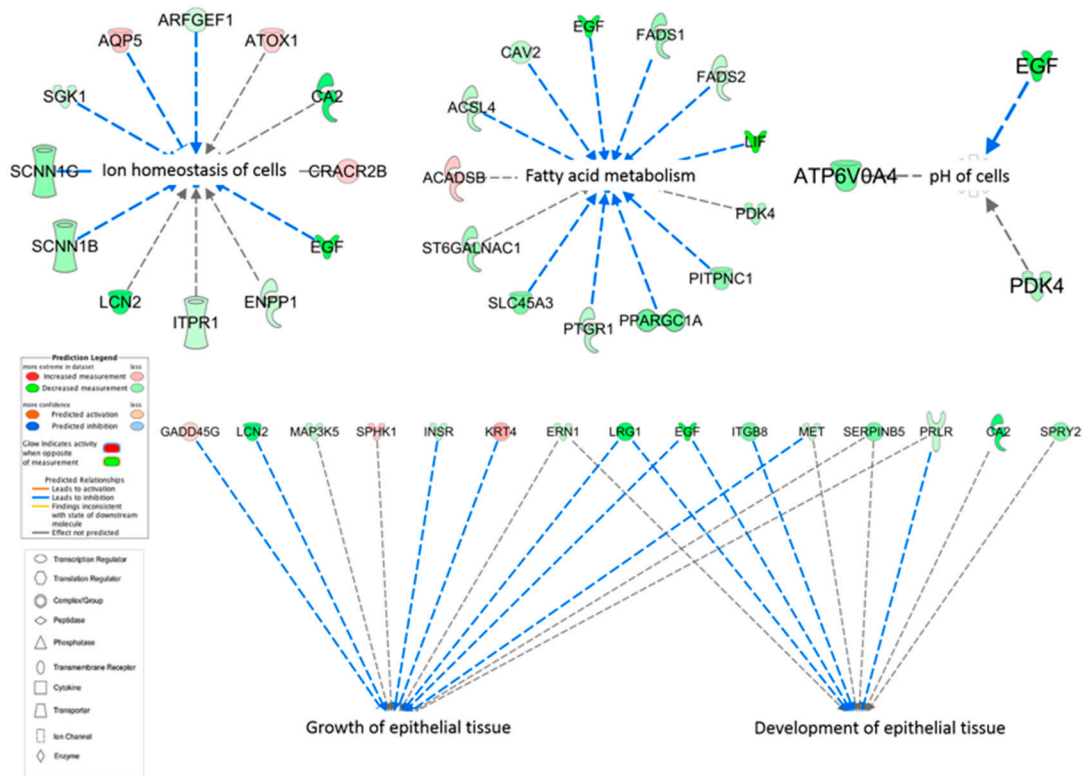 ARFGEF1
AQP5
ATOX1
SGK1
CA2
SCNN1G
Ion homeostasis of cells
CRACR2B
SCNN1B
EGF
LCN2
ITPR1
ENPP1
EGF
CAV2
FADS1
FADS2
ACSL4
LIF
ACADSB
Fatty acid metabolism
PDK4
ST6GALNAC1
PITPNC1
SLC45A3
PTGR1
PPARGC1A
EGF
ATP6V0A4
pH of cells
PDK4
Prediction Legend
more extreme in dataset less
Increased measurement
Decreased measurement
more confidence less
Predicted activation
Predicted inhibition
Glow Indicates activity
when opposite
of measurement
Predicted Relationships
Leads to activation
Leads to inhibition
Findings inconsistent
with state of downstream
molecule
Effect not predicted
Transcription Regulator
Translation Regulator
Complex/Group
Peptidase
Phosphatase
Transmembrane Receptor
Cytokine
Transporter
Ion Channel
Enzyme
GADD45G LCN2 MAP3K5 SPHK1 INSR KRT4 ERN1 LRG1 EGF ITGB8 MET SERPINB5 PRLR CA2 SPRY2
Growth of epithelial tissue
Development of epithelial tissue